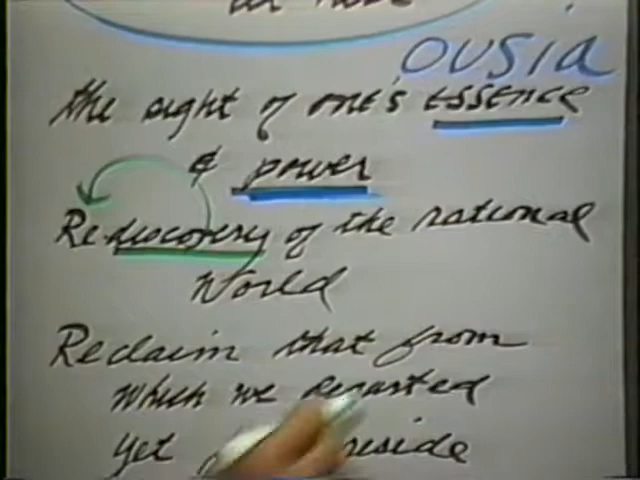 OUSIA
the sight of one's essence
& power
Rediscovery of the rational
World
Reclaim that from
which we departed
yet reside